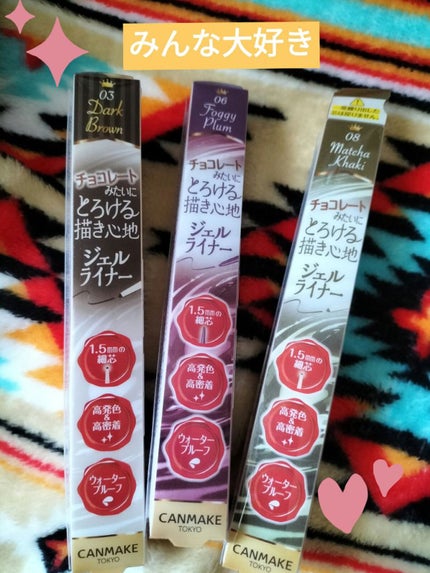 みんな大好き
03
Dark
Brown
チョコレート
みたいに
とろける
描き心地
ジェル
ライナー
1.5mmの
細芯
高発色
&
高密着
ウォーター
プルーフ
CANMAKE
TOKYO
06
Foggy
Plum
チョコレート
みたいに
とろける
描き心地
ジェル
ライナー
1.5mmの
細芯
高発色
&
高密着
ウォーター
プルーフ
CANMAKE
TOKYO
08
Matcha
Khaki
チョコレート
みたいに
とろける
描き心地
ジェル
ライナー
1.5mmの
細芯
高発色
&
高密着
ウォーター
プルーフ
CANMAKE
TOKYO